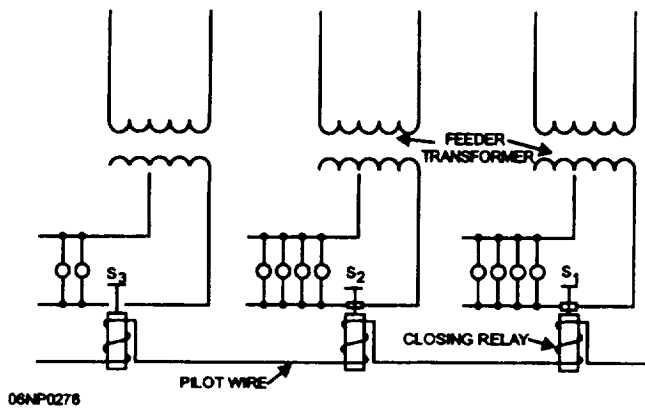 FEEDER
TRANSFORMER
S3
S2
S1
CLOSING RELAY
PILOT WIRE
06NP0276